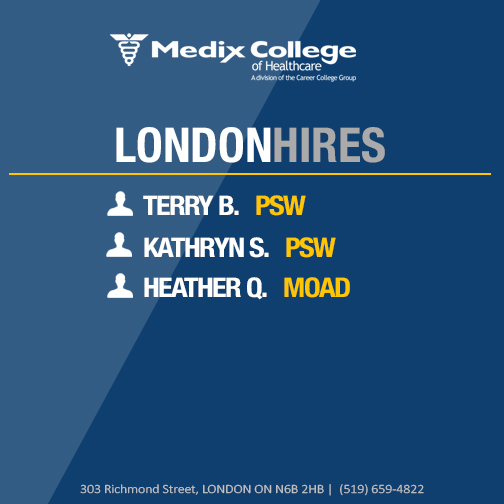 Medix College
of Healthcare
A division of the Career College Group
LONDONHIRES
TERRY B. PSW
KATHRYN S. PSW
HEATHER Q. MOAD
303 Richmond Street, LONDON ON N6B 2HB | (519) 659-4822